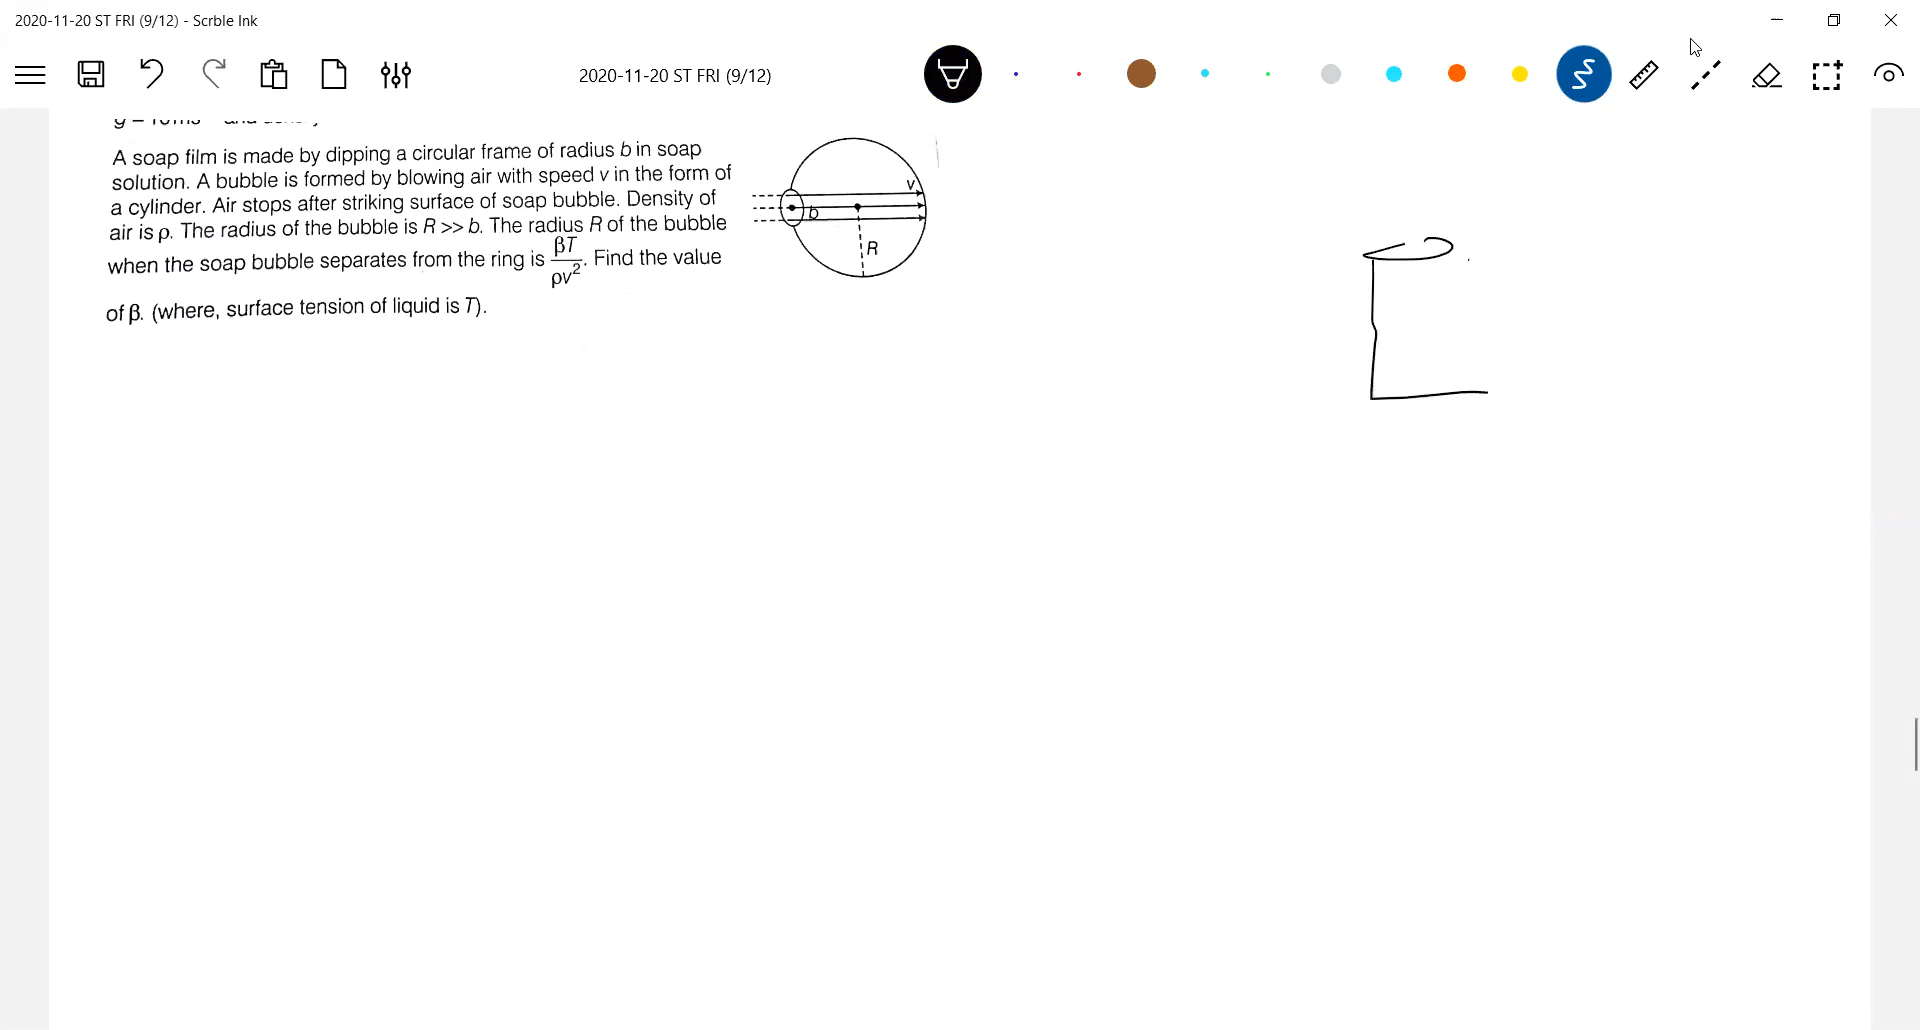 2020-11-20 ST FRI (9/12) - Scrble Ink
2020-11-20 ST FRI (9/12)
A soap film is made by dipping a circular frame of radius b in soap
solution. A bubble is formed by blowing air with speed v in the form of
a cylinder. Air stops after striking surface of soap bubble. Density of
air is ρ. The radius of the bubble is R >> b. The radius R of the bubble
when the soap bubble separates from the ring is βT/ρv². Find the value
of β. (where, surface tension of liquid is T).
v
b
R